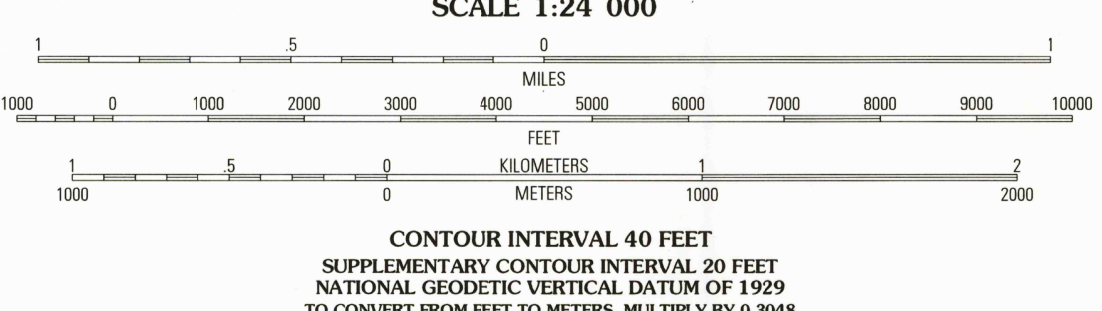 SCALE 1:24 000
1 .5 0 1
MILES
1000 0 1000 2000 3000 4000 5000 6000 7000 8000 9000 10000
FEET
1 .5 0 KILOMETERS 1 2
1000 0 METERS 1000 2000
CONTOUR INTERVAL 40 FEET
SUPPLEMENTARY CONTOUR INTERVAL 20 FEET
NATIONAL GEODETIC VERTICAL DATUM OF 1929
TO CONVERT FROM FEET TO METERS, MULTIPLY BY 0.3048